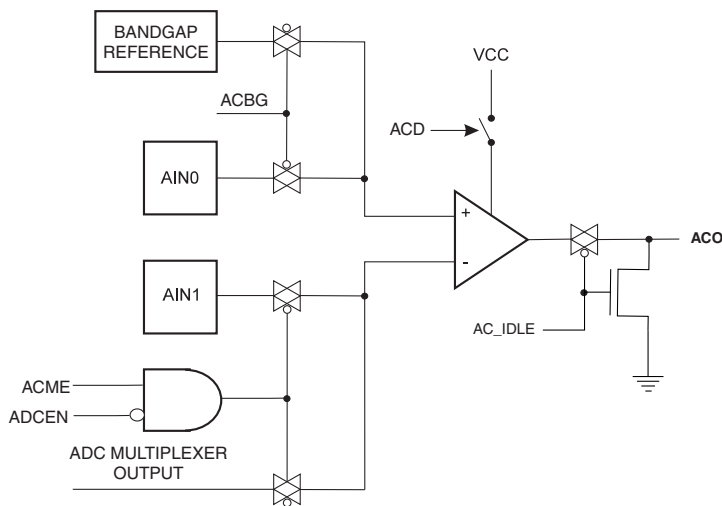 BANDGAP
REFERENCE
VCC
ACBG
ACD
AIN0
+
ACO
-
AIN1
AC_IDLE
ACME
ADCEN
ADC MULTIPLEXER
OUTPUT